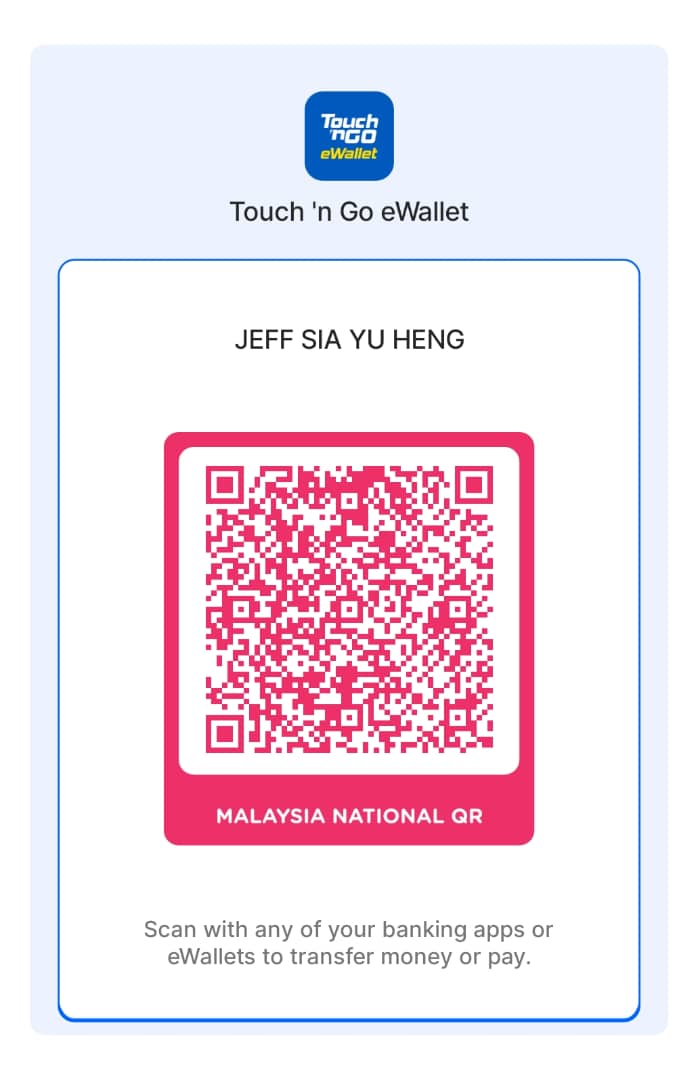 Touch
'nGO
eWallet
Touch 'n Go eWallet
JEFF SIA YU HENG
MALAYSIA NATIONAL QR
Scan with any of your banking apps or
eWallets to transfer money or pay.